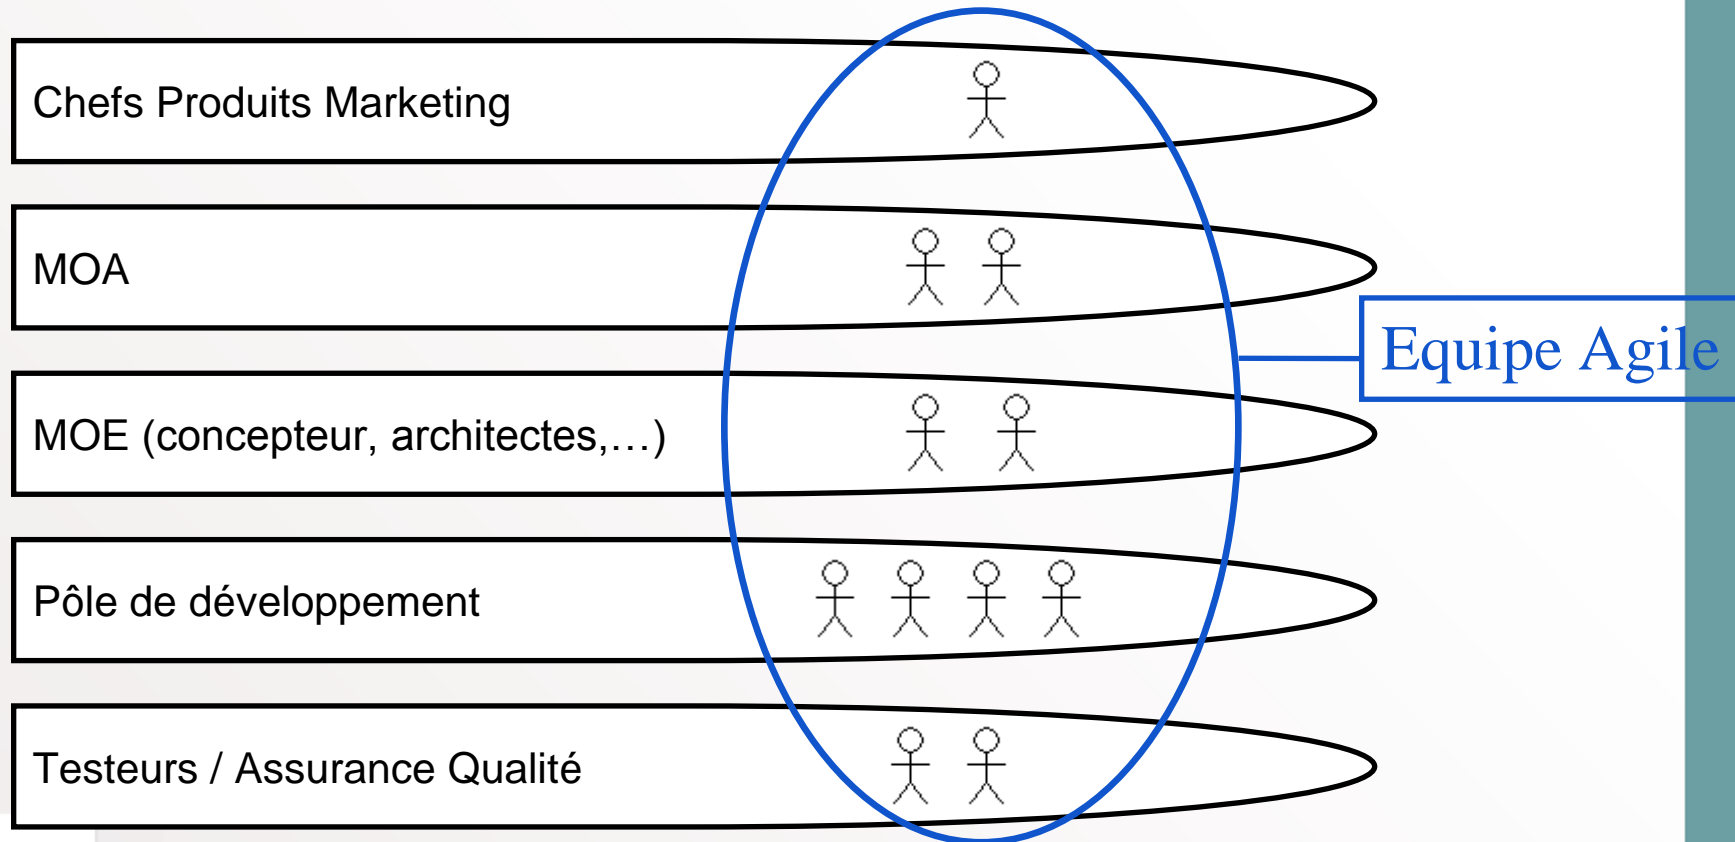 Chefs Produits Marketing
MOA
Equipe Agile
MOE (concepteur, architectes,…)
Pôle de développement
Testeurs / Assurance Qualité